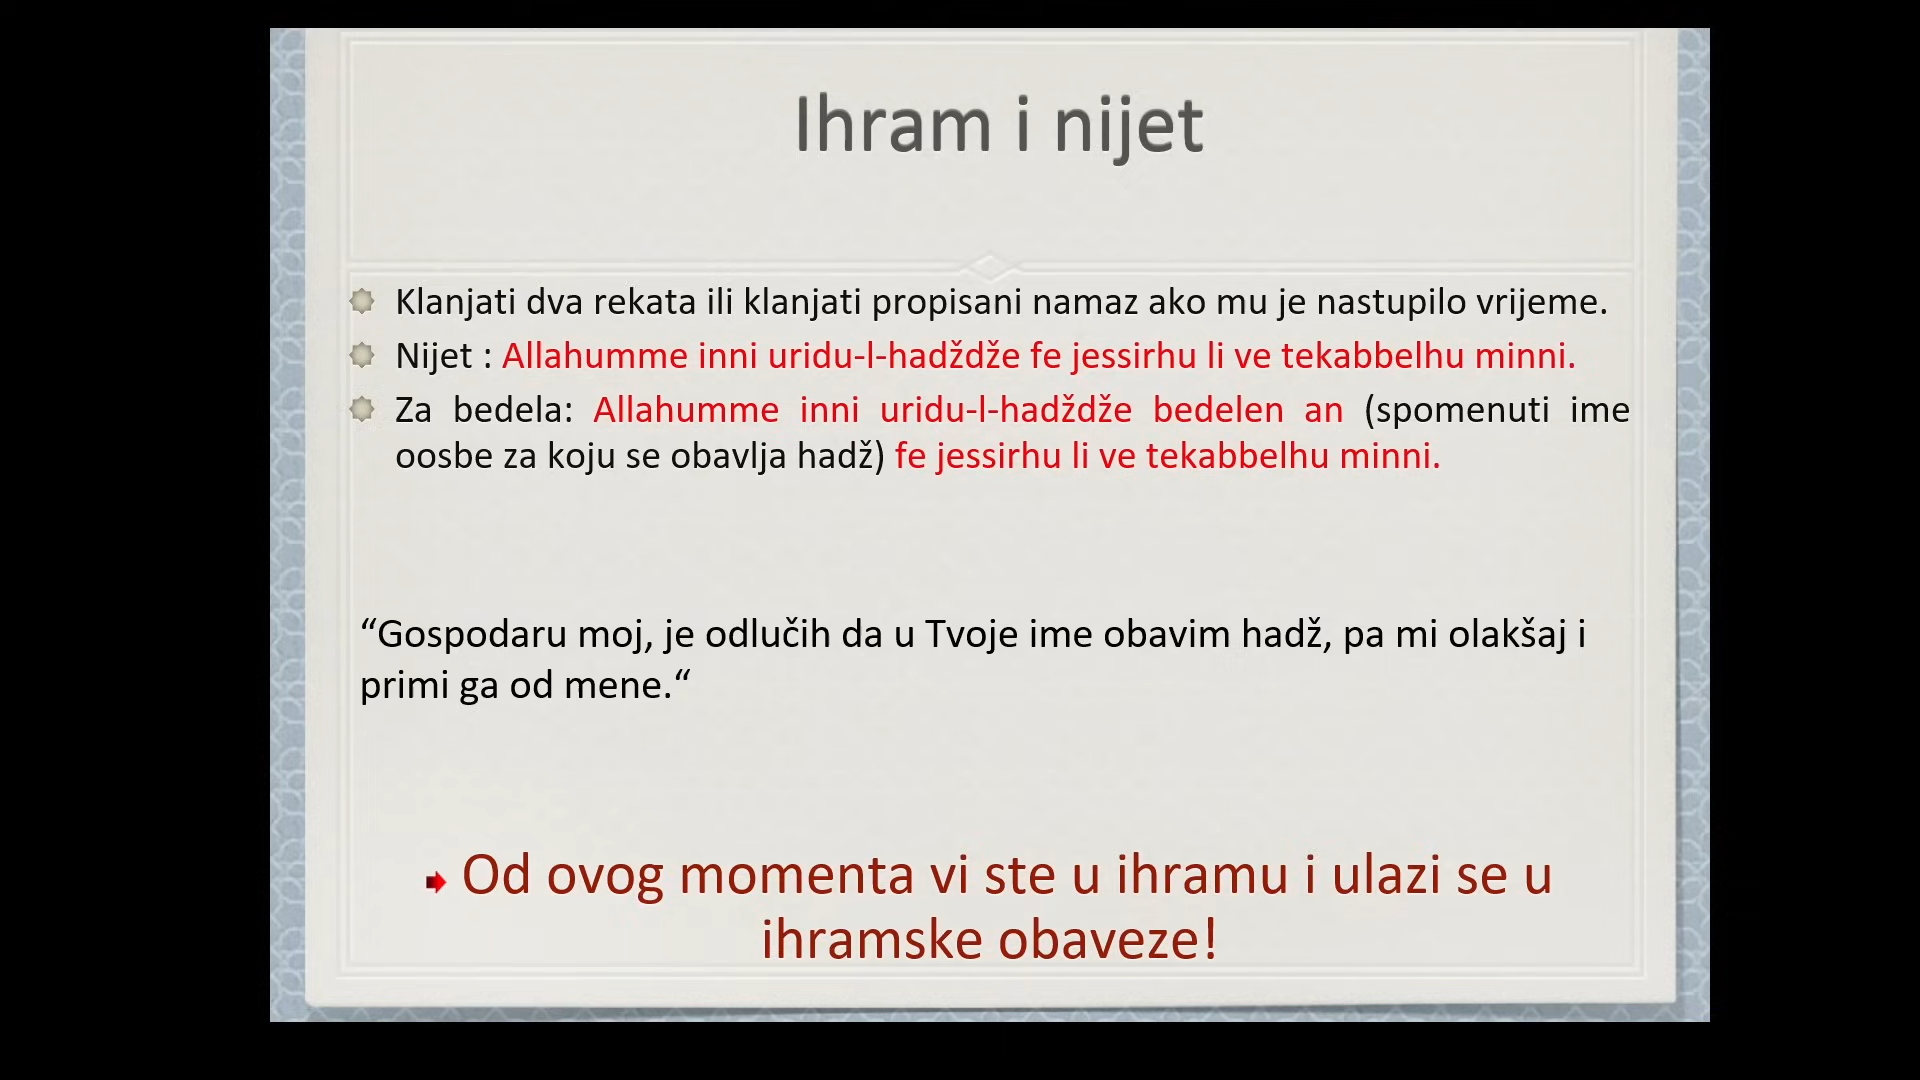 Ihram i nijet
Klanjati dva rekata ili klanjati propisani namaz ako mu je nastupilo vrijeme.
Nijet : Allahumme inni uridu-l-hadždže fe jessirhu li ve tekabbelhu minni.
Za bedela: Allahumme inni uridu-l-hadždže bedelen an (spomenuti ime
oosbe za koju se obavlja hadž) fe jessirhu li ve tekabbelhu minni.
“Gospodaru moj, je odlučih da u Tvoje ime obavim hadž, pa mi olakšaj i
primi ga od mene.“
Od ovog momenta vi ste u ihramu i ulazi se u
ihramske obaveze!